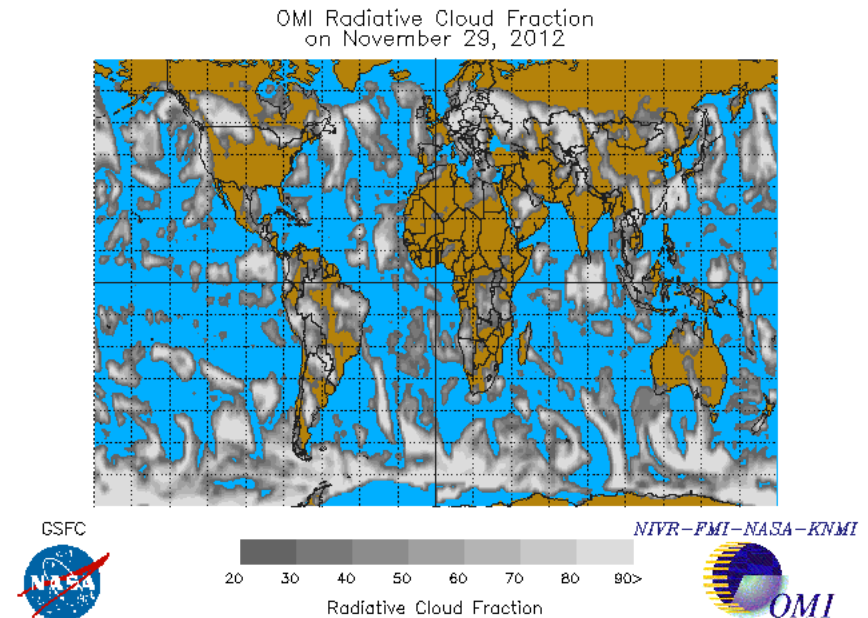 OMI Radiative Cloud Fraction
on November 29, 2012
GSFC
NIVR-FMI-NASA-KNMI
NASA
20 30 40 50 60 70 80 90>
Radiative Cloud Fraction
OMI